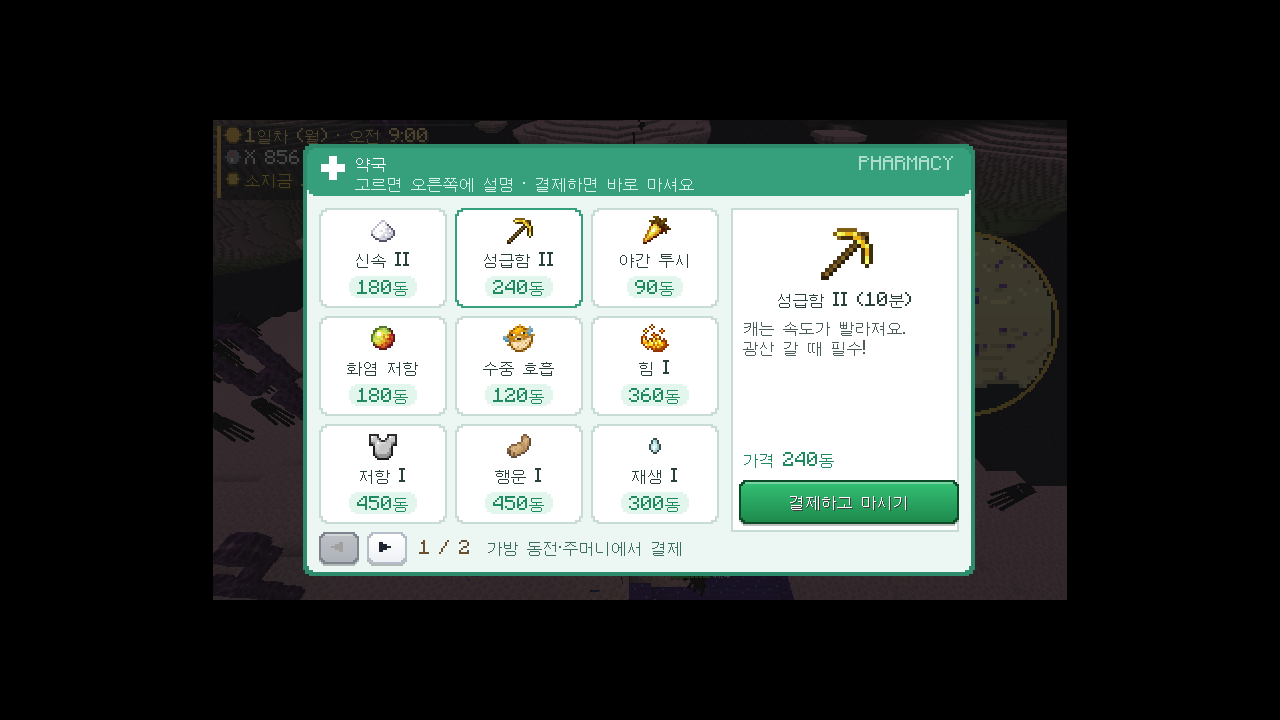 1일차 (월) · 오전 9:00
X 856
소지금
약국
PHARMACY
고르면 오른쪽에 설명 · 결제하면 바로 마셔요
신속 II
180동
성급함 II
240동
야간 투시
90동
화염 저항
180동
수중 호흡
120동
힘 I
360동
저항 I
450동
행운 I
450동
재생 I
300동
성급함 II (10분)
캐는 속도가 빨라져요.
광산 갈 때 필수!
가격 240동
결제하고 마시기
1 / 2
가방 동전·주머니에서 결제